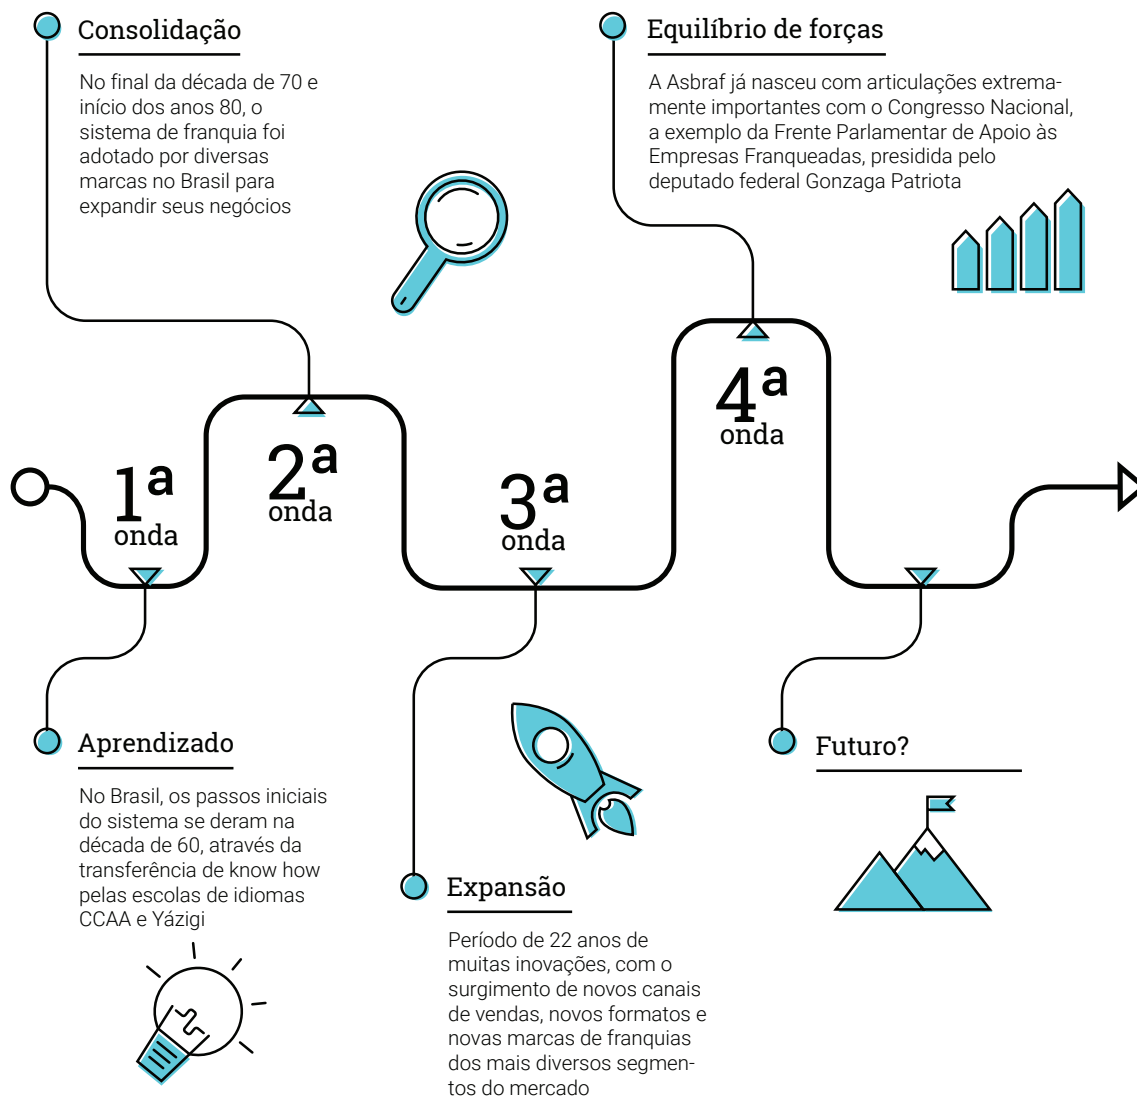 Consolidação
No final da década de 70 e
início dos anos 80, o
sistema de franquia foi
adotado por diversas
marcas no Brasil para
expandir seus negócios
Equilíbrio de forças
A Asbraf já nasceu com articulações extrema-
mente importantes com o Congresso Nacional,
a exemplo da Frente Parlamentar de Apoio às
Empresas Franqueadas, presidida pelo
deputado federal Gonzaga Patriota
1ª
onda
2ª
onda
3ª
onda
4ª
onda
Aprendizado
No Brasil, os passos iniciais
do sistema se deram na
década de 60, através da
transferência de know how
pelas escolas de idiomas
CCAA e Yázigi
Expansão
Período de 22 anos de
muitas inovações, com o
surgimento de novos canais
de vendas, novos formatos e
novas marcas de franquias
dos mais diversos segmen-
tos do mercado
Futuro?